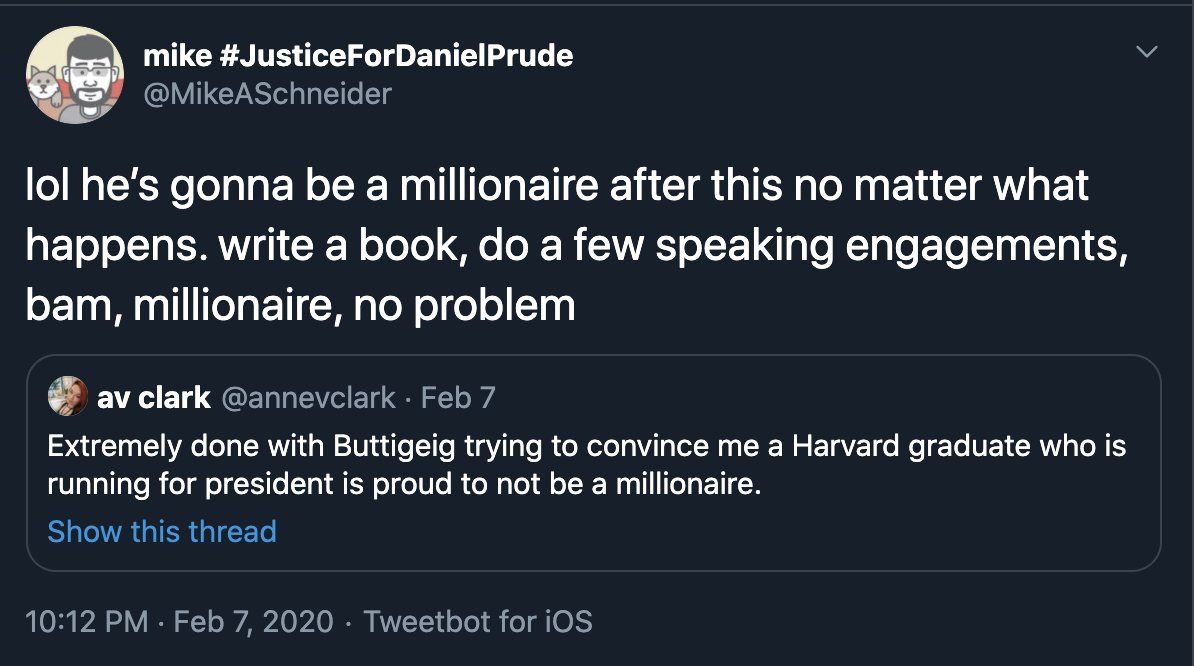 mike #JusticeForDanielPrude
@MikeASchneider
lol he’s gonna be a millionaire after this no matter what
happens. write a book, do a few speaking engagements,
bam, millionaire, no problem
av clark @annevclark · Feb 7
Extremely done with Buttigeig trying to convince me a Harvard graduate who is
running for president is proud to not be a millionaire.
Show this thread
10:12 PM · Feb 7, 2020 · Tweetbot for iOS